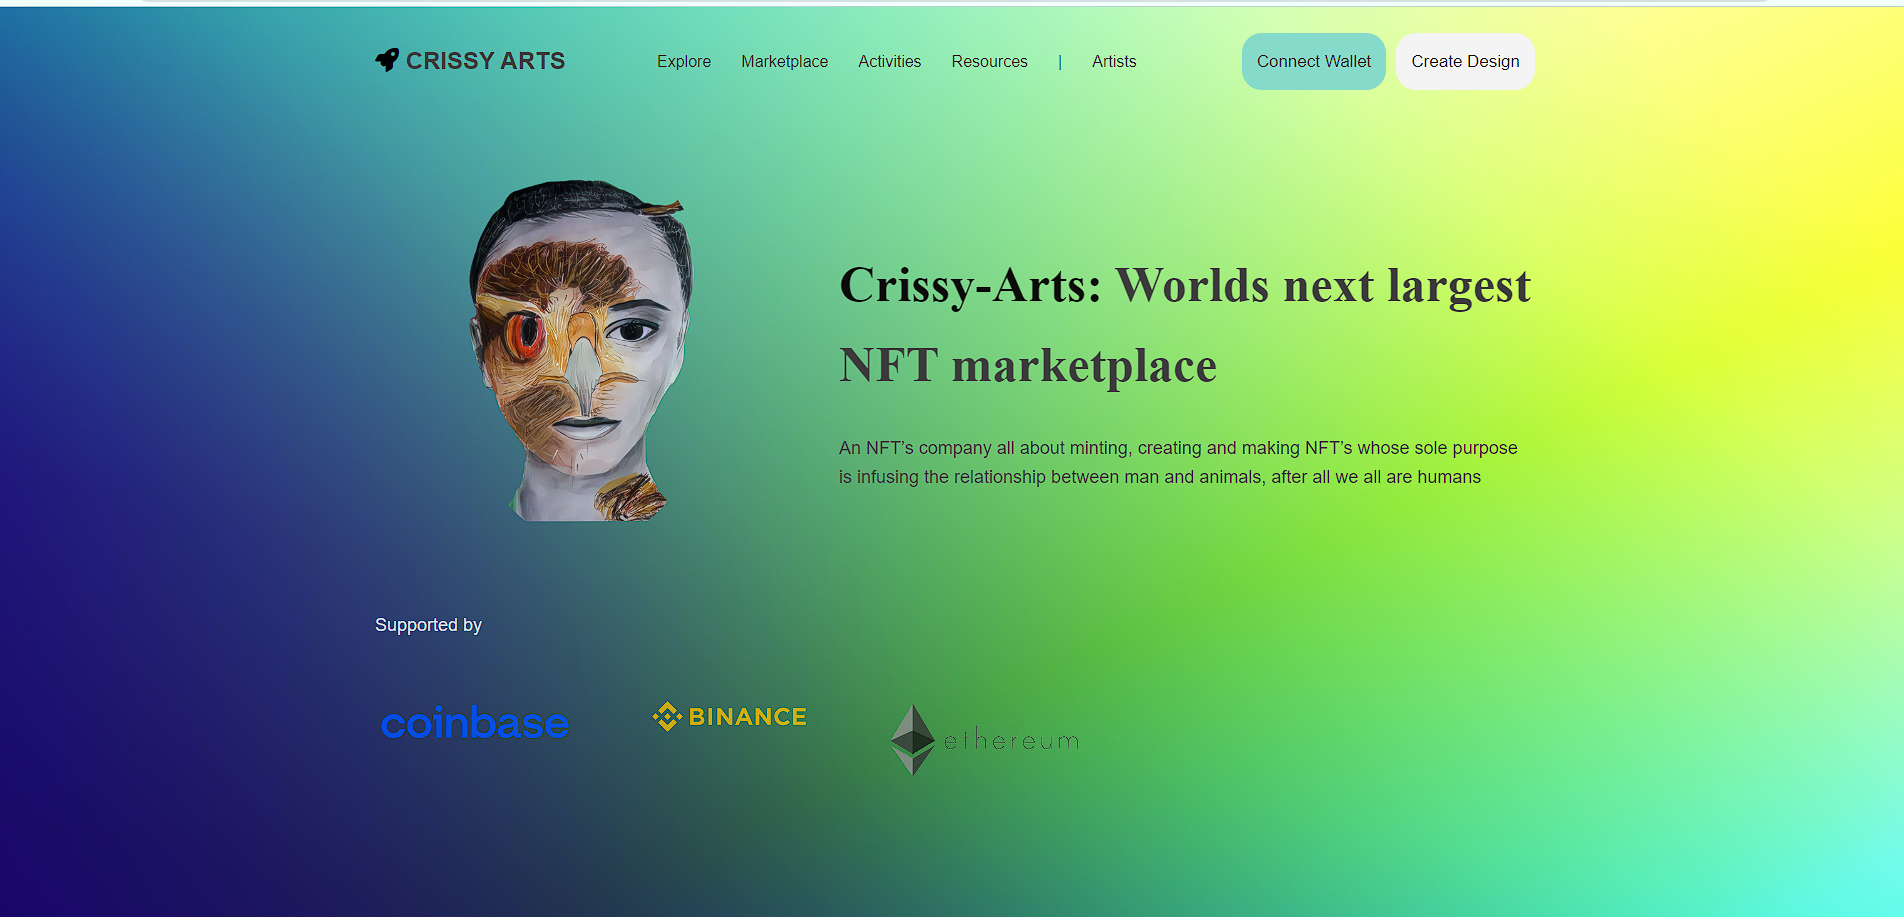 CRISSY ARTS
Explore
Marketplace
Activities
Resources
|
Artists
Connect Wallet
Create Design
Crissy-Arts: Worlds next largest
NFT marketplace
An NFT’s company all about minting, creating and making NFT’s whose sole purpose
is infusing the relationship between man and animals, after all we all are humans
Supported by
coinbase
BINANCE
ethereum